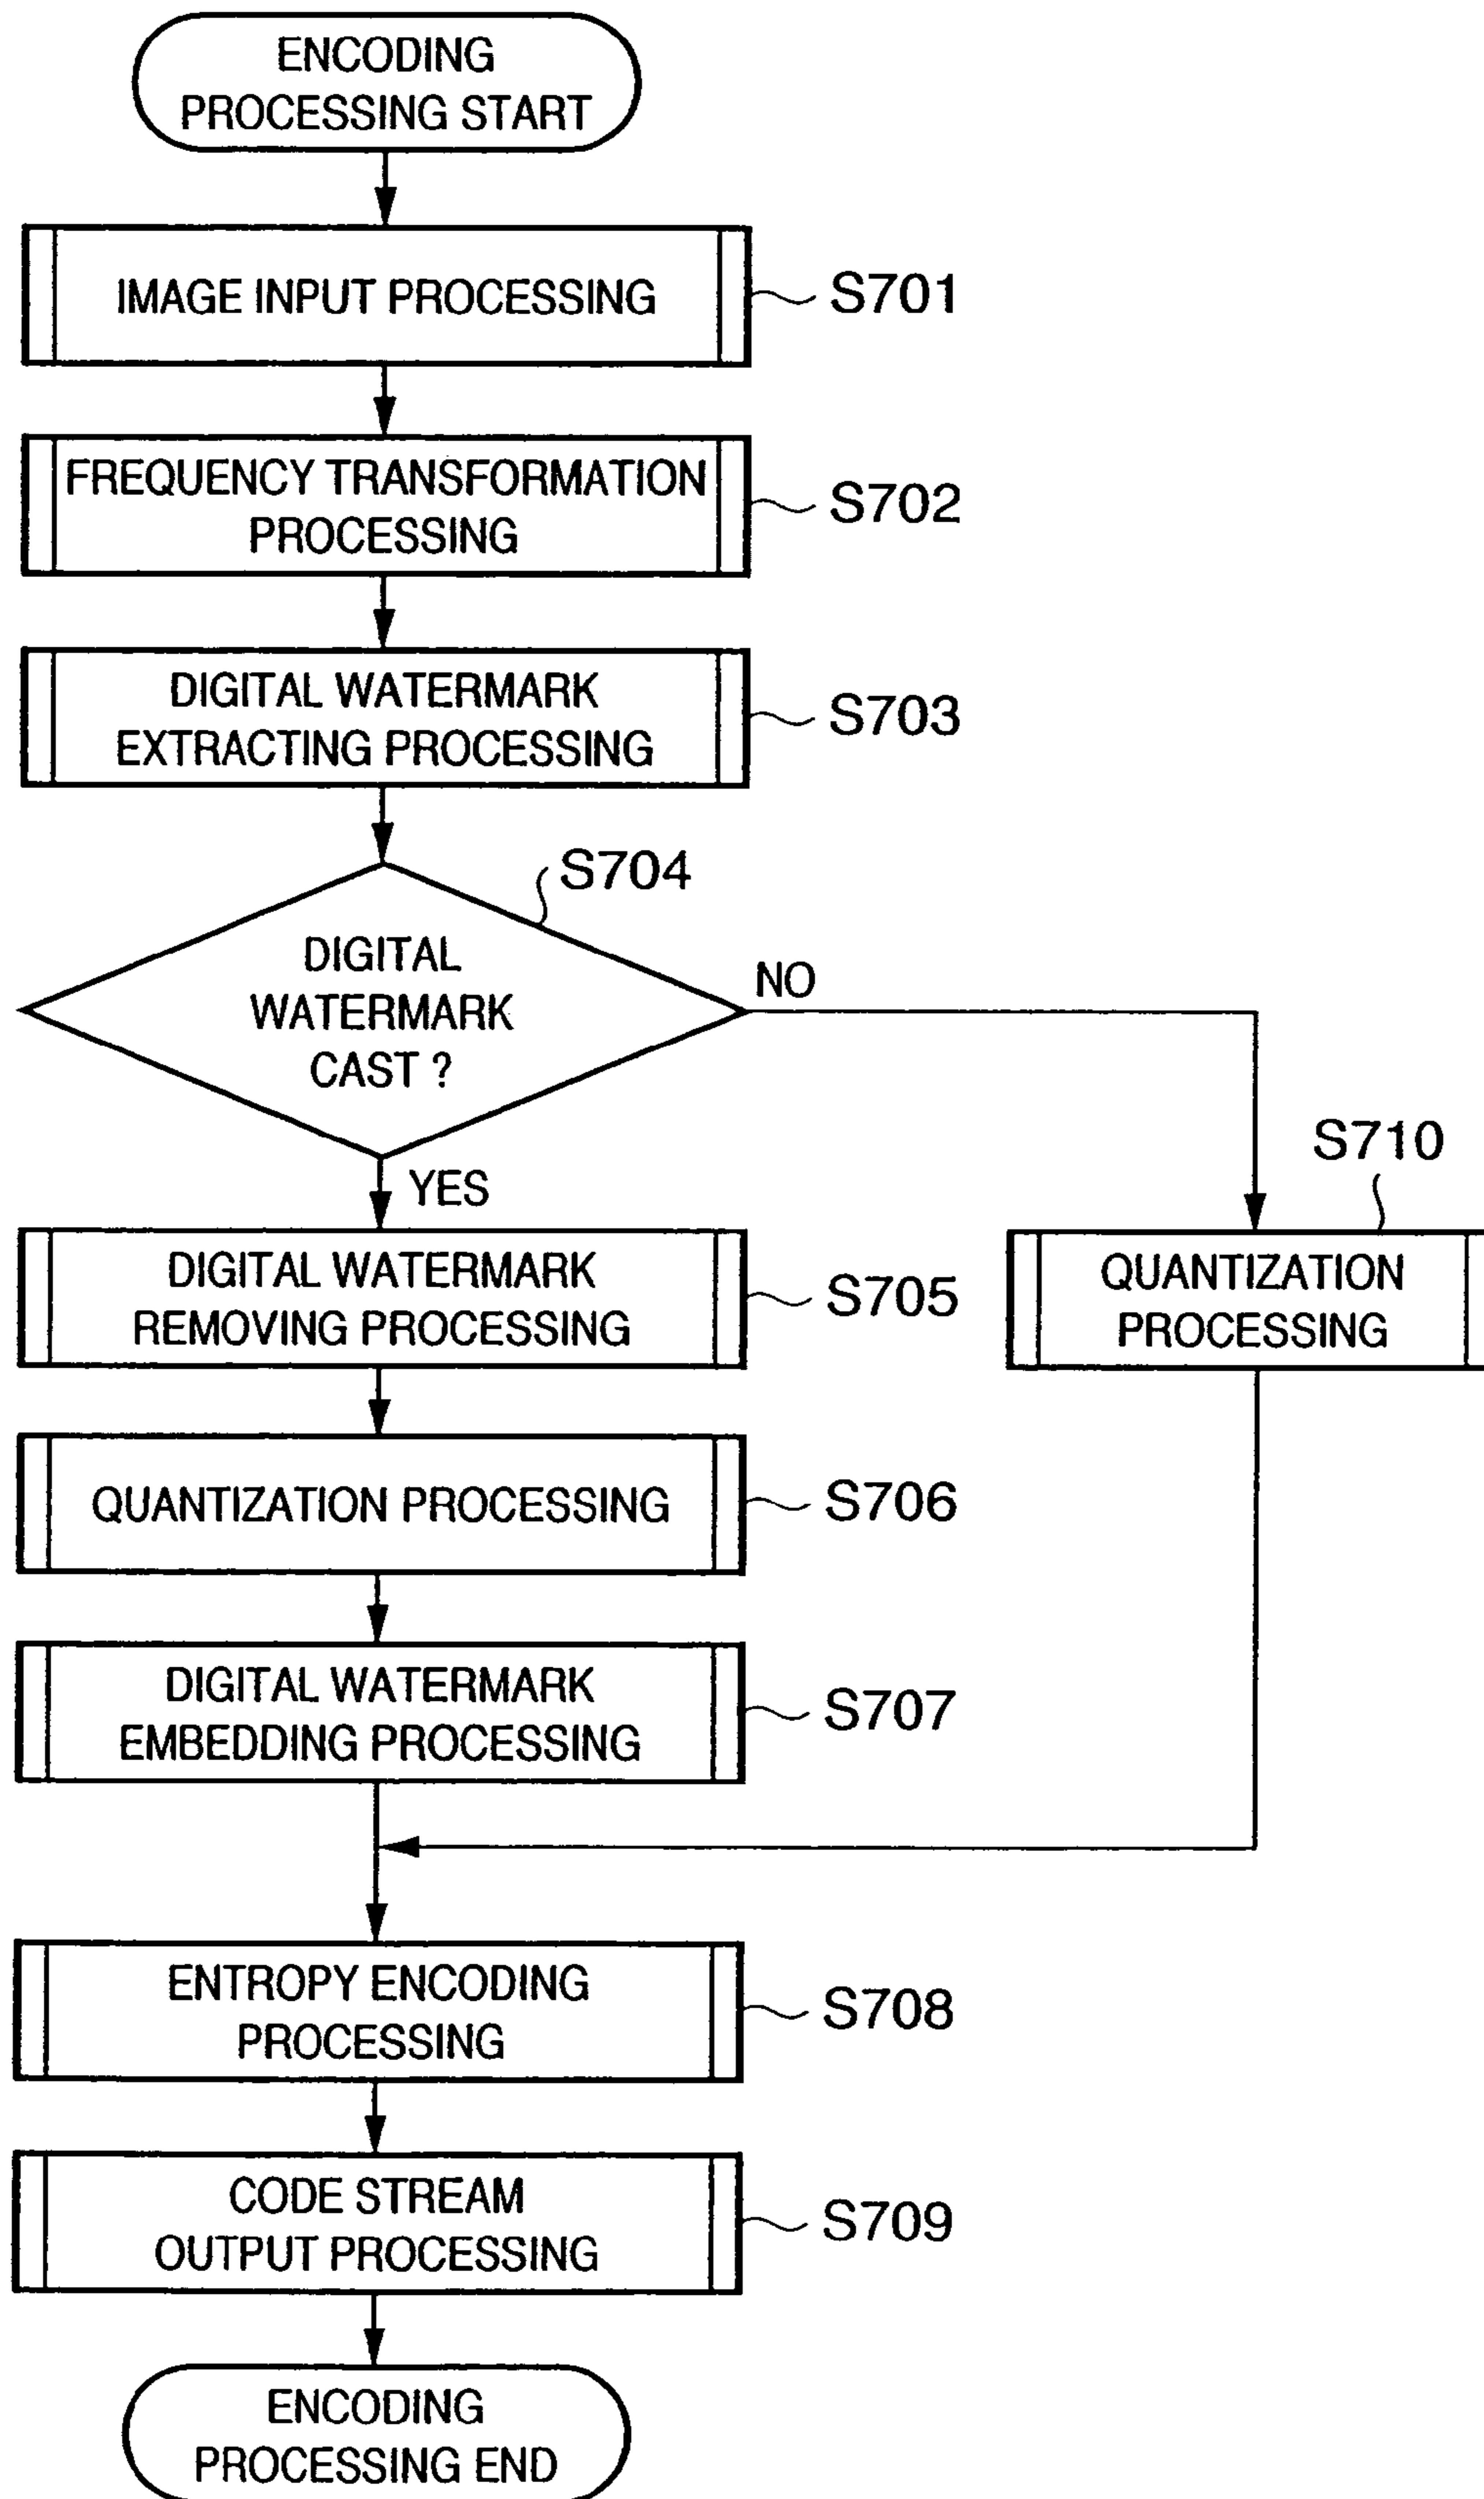 ENCODING
PROCESSING START
IMAGE INPUT PROCESSING
S701
FREQUENCY TRANSFORMATION
PROCESSING
S702
DIGITAL WATERMARK
EXTRACTING PROCESSING
S703
S704
DIGITAL
WATERMARK
CAST ?
NO
YES
S710
DIGITAL WATERMARK
REMOVING PROCESSING
S705
QUANTIZATION
PROCESSING
QUANTIZATION PROCESSING
S706
DIGITAL WATERMARK
EMBEDDING PROCESSING
S707
ENTROPY ENCODING
PROCESSING
S708
CODE STREAM
OUTPUT PROCESSING
S709
ENCODING
PROCESSING END